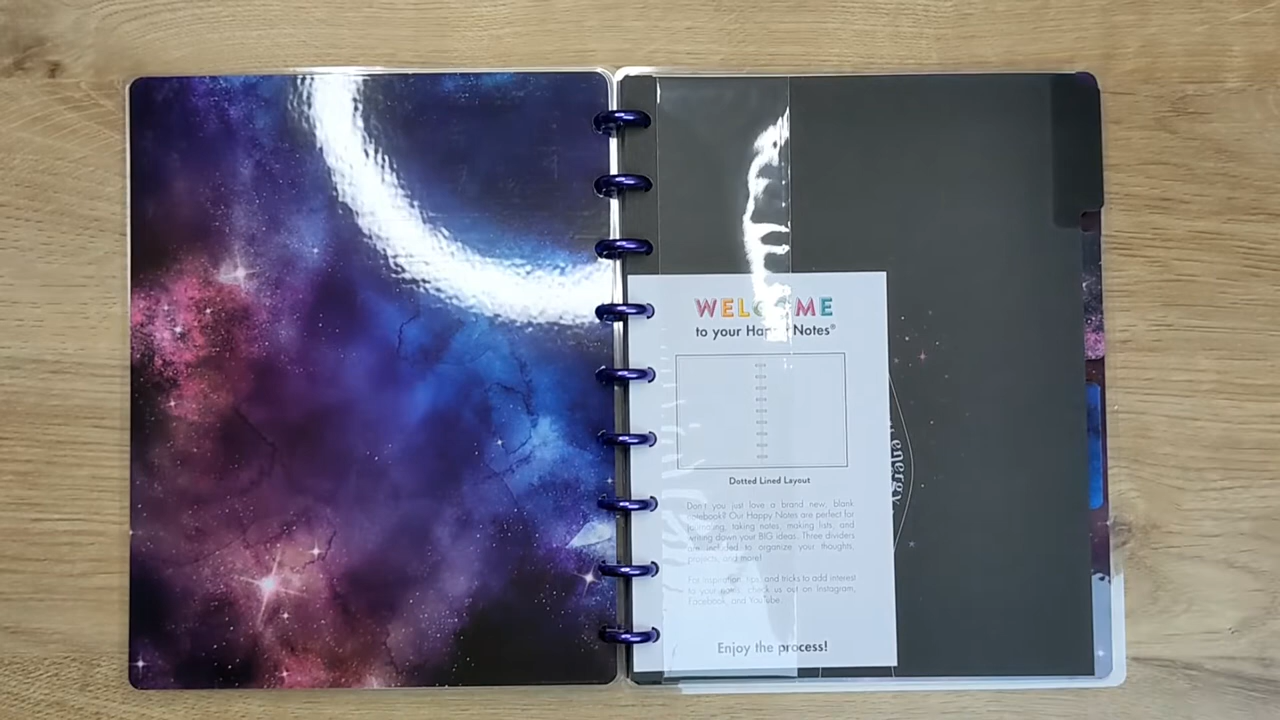 WELCOME
to your Happy Notes®
Dotted Lined Layout
Don't you just love a brand new, blank
notebook? Our Happy Notes are perfect for
journaling, taking notes, making lists, and
writing down your BIG ideas. Three dividers
are included to organize your thoughts,
projects, and more!
For inspiration, tips, and tricks to add interest
to your notes, check us out on Instagram,
Facebook, and YouTube.
Enjoy the process!
energy